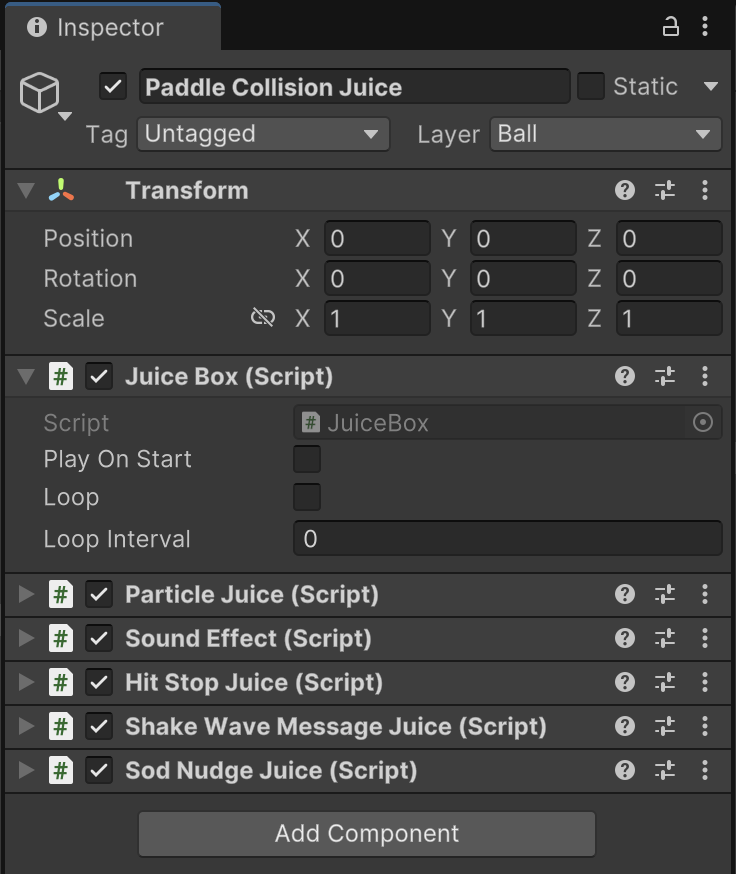 Inspector
Paddle Collision Juice Static
Tag Untagged Layer Ball
Transform
Position X 0 Y 0 Z 0
Rotation X 0 Y 0 Z 0
Scale X 1 Y 1 Z 1
# Juice Box (Script)
Script # JuiceBox
Play On Start
Loop
Loop Interval 0
# Particle Juice (Script)
# Sound Effect (Script)
# Hit Stop Juice (Script)
# Shake Wave Message Juice (Script)
# Sod Nudge Juice (Script)
Add Component